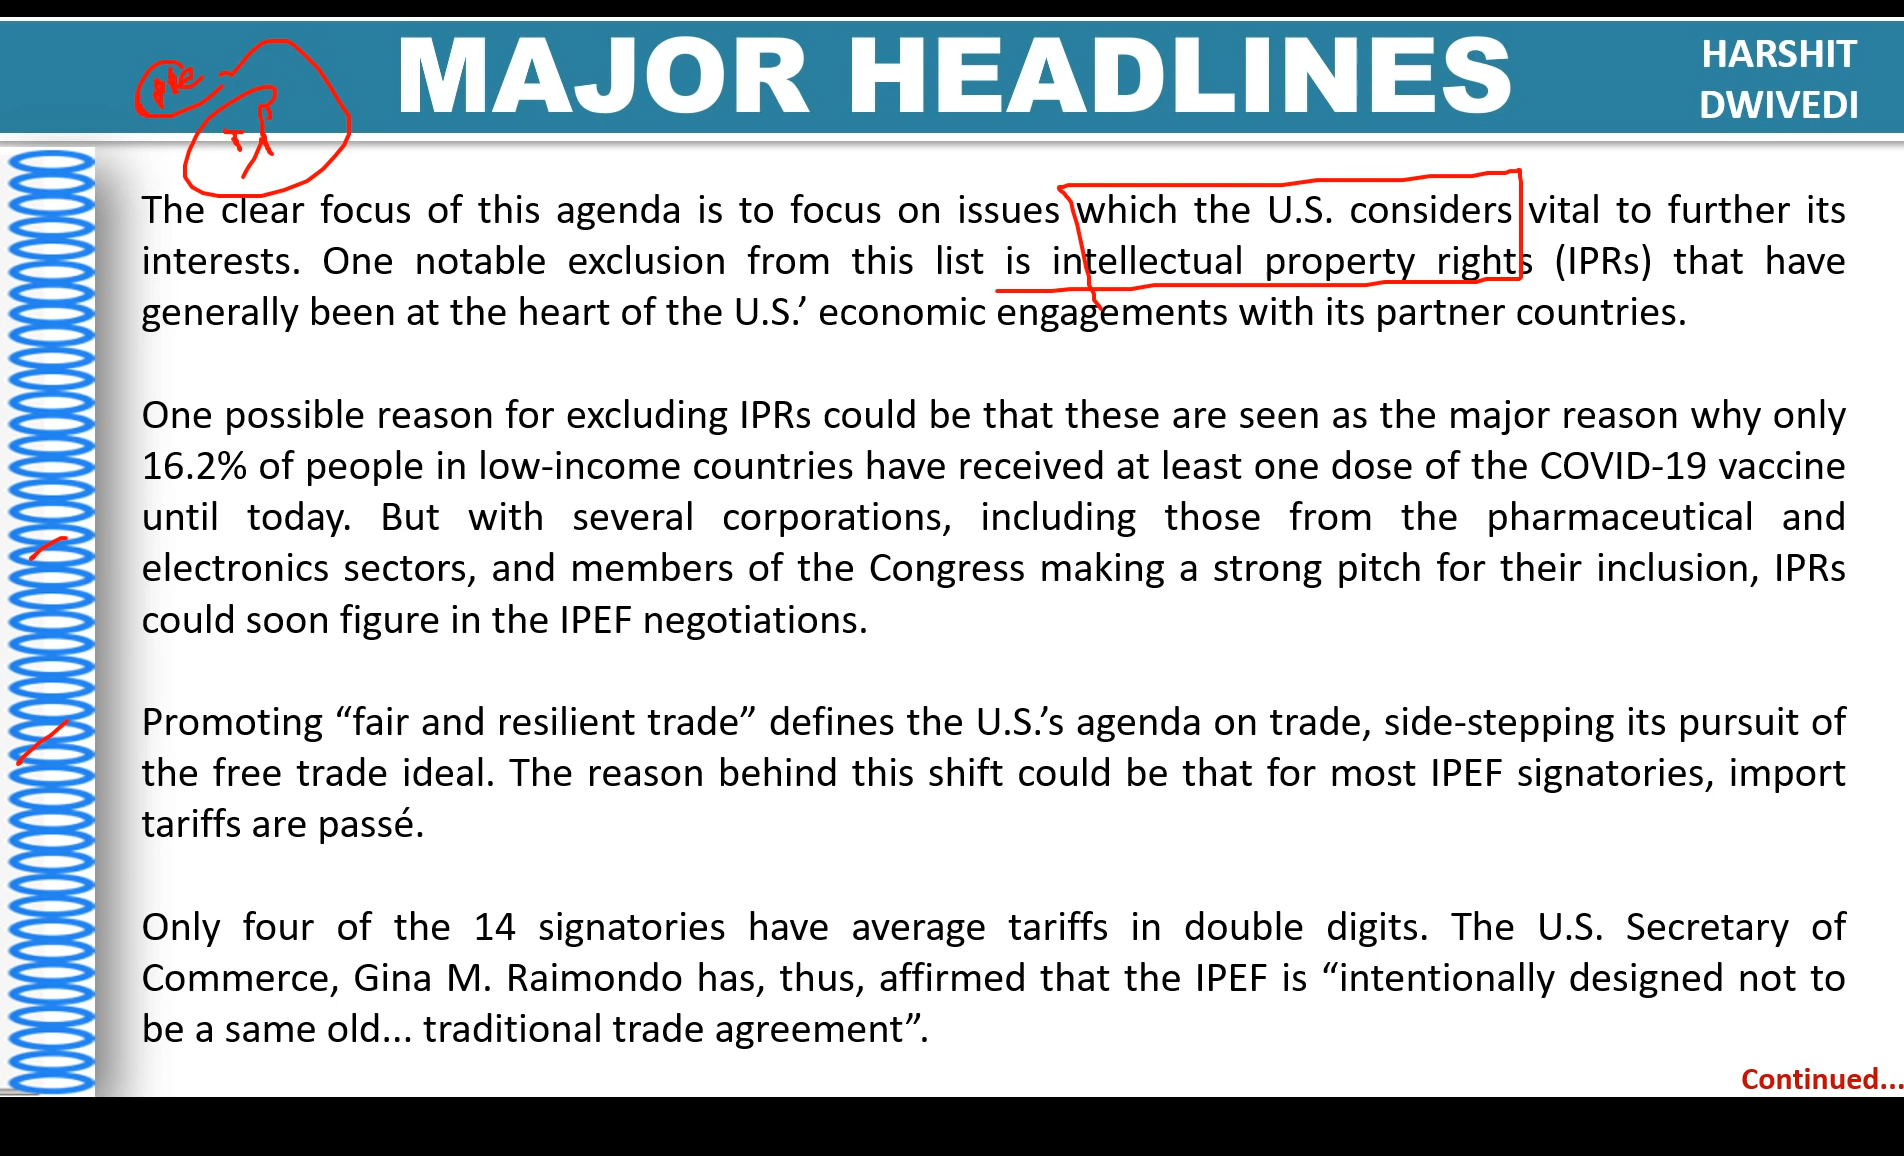 MAJOR HEADLINES
HARSHIT
DWIVEDI
The clear focus of this agenda is to focus on issues which the U.S. considers vital to further its
interests. One notable exclusion from this list is intellectual property rights (IPRs) that have
generally been at the heart of the U.S.’ economic engagements with its partner countries.
One possible reason for excluding IPRs could be that these are seen as the major reason why only
16.2% of people in low-income countries have received at least one dose of the COVID-19 vaccine
until today. But with several corporations, including those from the pharmaceutical and
electronics sectors, and members of the Congress making a strong pitch for their inclusion, IPRs
could soon figure in the IPEF negotiations.
Promoting “fair and resilient trade” defines the U.S.’s agenda on trade, side-stepping its pursuit of
the free trade ideal. The reason behind this shift could be that for most IPEF signatories, import
tariffs are passé.
Only four of the 14 signatories have average tariffs in double digits. The U.S. Secretary of
Commerce, Gina M. Raimondo has, thus, affirmed that the IPEF is “intentionally designed not to
be a same old... traditional trade agreement”.
Continued...